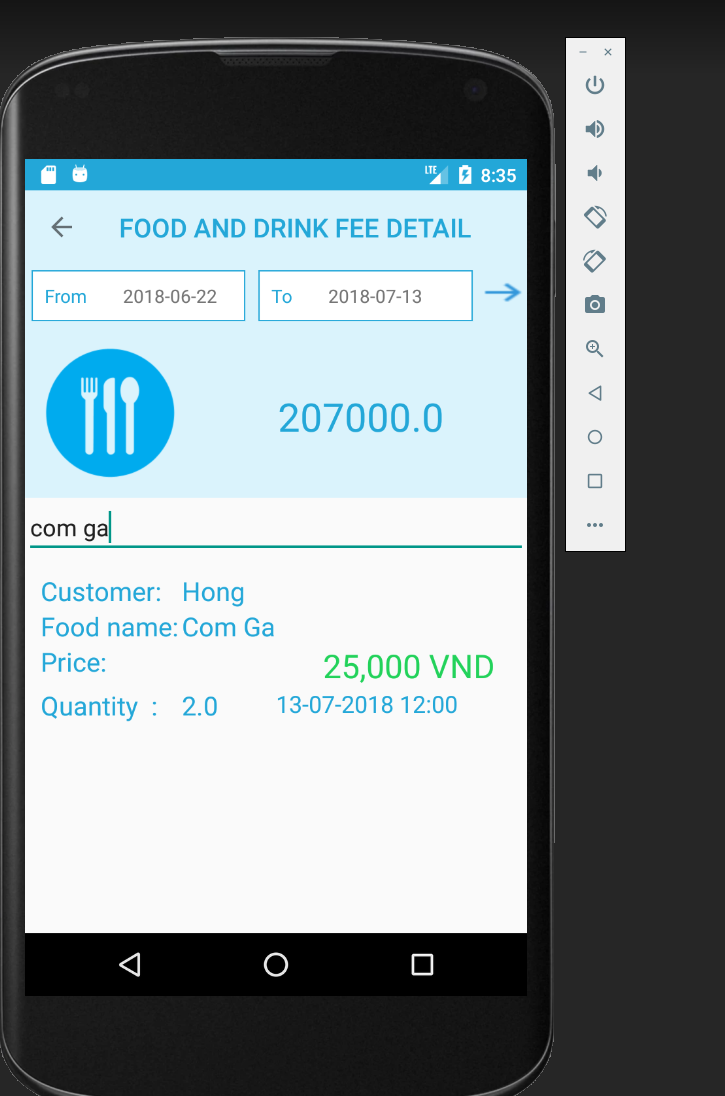 LTE 8:35
FOOD AND DRINK FEE DETAIL
From 2018-06-22 To 2018-07-13
207000.0
com ga
Customer: Hong
Food name: Com Ga
Price: 25,000 VND
Quantity : 2.0 13-07-2018 12:00